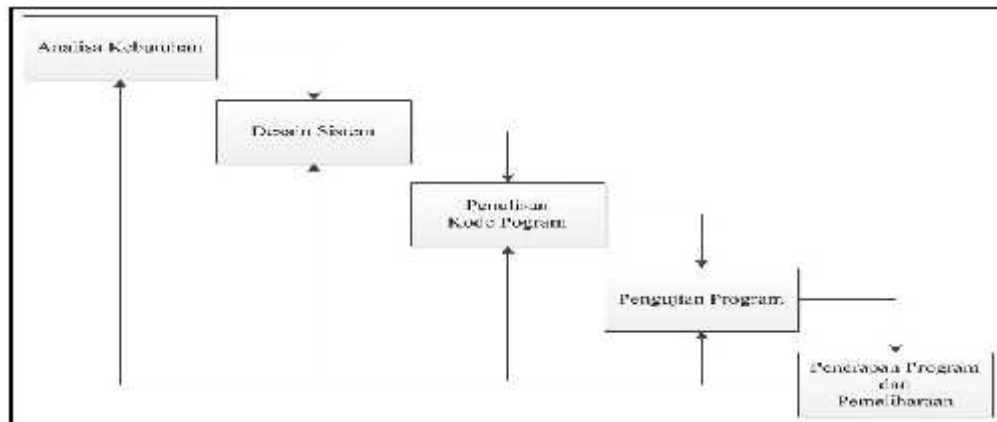 Analisa Kebutuhan
Desain Sistem
Penulisan
Kode Pogram
Pengujian Program
Penerapan Program
dan
Pemeliharaan